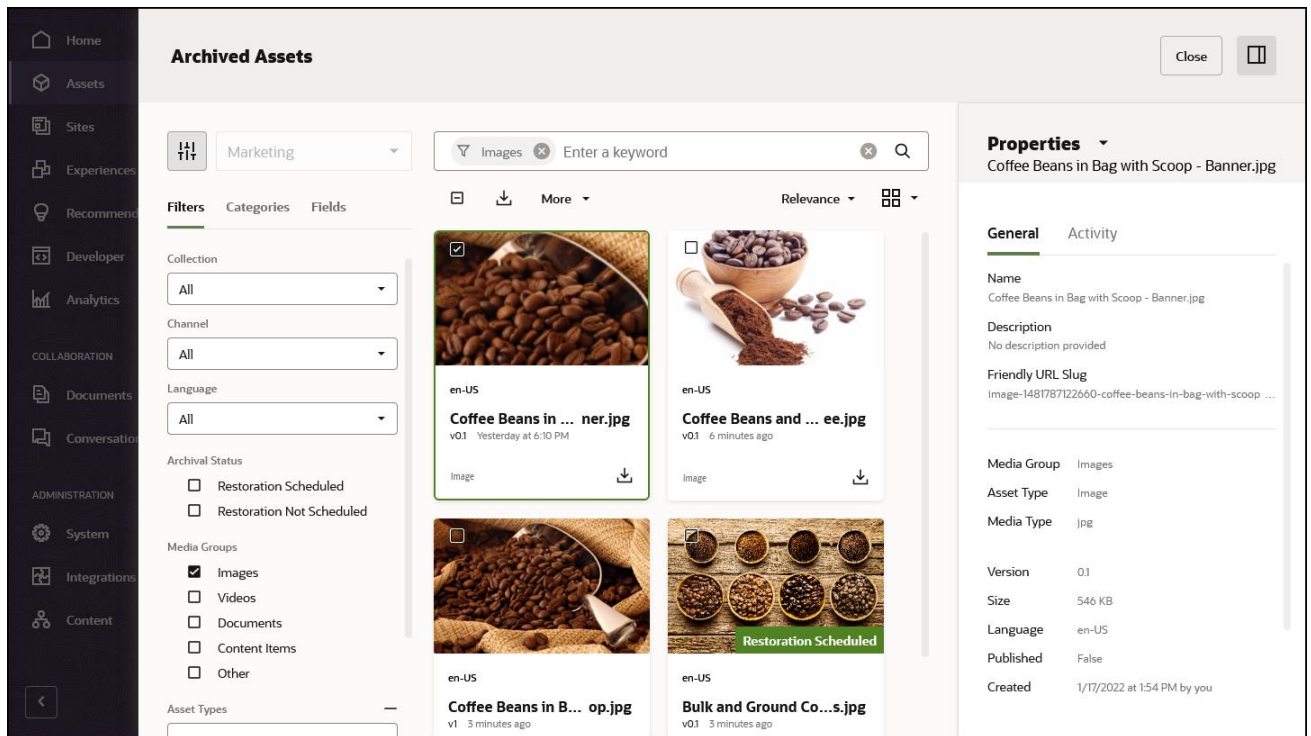 Home
Assets
Sites
Experiences
Recommend
Developer
Analytics
COLLABORATION
Documents
Conversation
ADMINISTRATION
System
Integrations
Content
Archived Assets
Close
Marketing
Filters Categories Fields
Collection
All
Channel
All
Language
All
Archival Status
Restoration Scheduled
Restoration Not Scheduled
Media Groups
Images
Videos
Documents
Content Items
Other
Asset Types
Images Enter a keyword
More Relevance
en-US
Coffee Beans in ... ner.jpg
v0.1 Yesterday at 6:10 PM
Image
en-US
Coffee Beans and ... ee.jpg
v0.1 6 minutes ago
Image
en-US
Coffee Beans in B... op.jpg
v1 3 minutes ago
Restoration Scheduled
en-US
Bulk and Ground Co...s.jpg
v0.1 3 minutes ago
Properties
Coffee Beans in Bag with Scoop - Banner.jpg
General Activity
Name
Coffee Beans in Bag with Scoop - Banner.jpg
Description
No description provided
Friendly URL Slug
image-1481787122660-coffee-beans-in-bag-with-scoop ...
Media Group Images
Asset Type Image
Media Type jpg
Version 0.1
Size 546 KB
Language en-US
Published False
Created 1/17/2022 at 1:54 PM by you